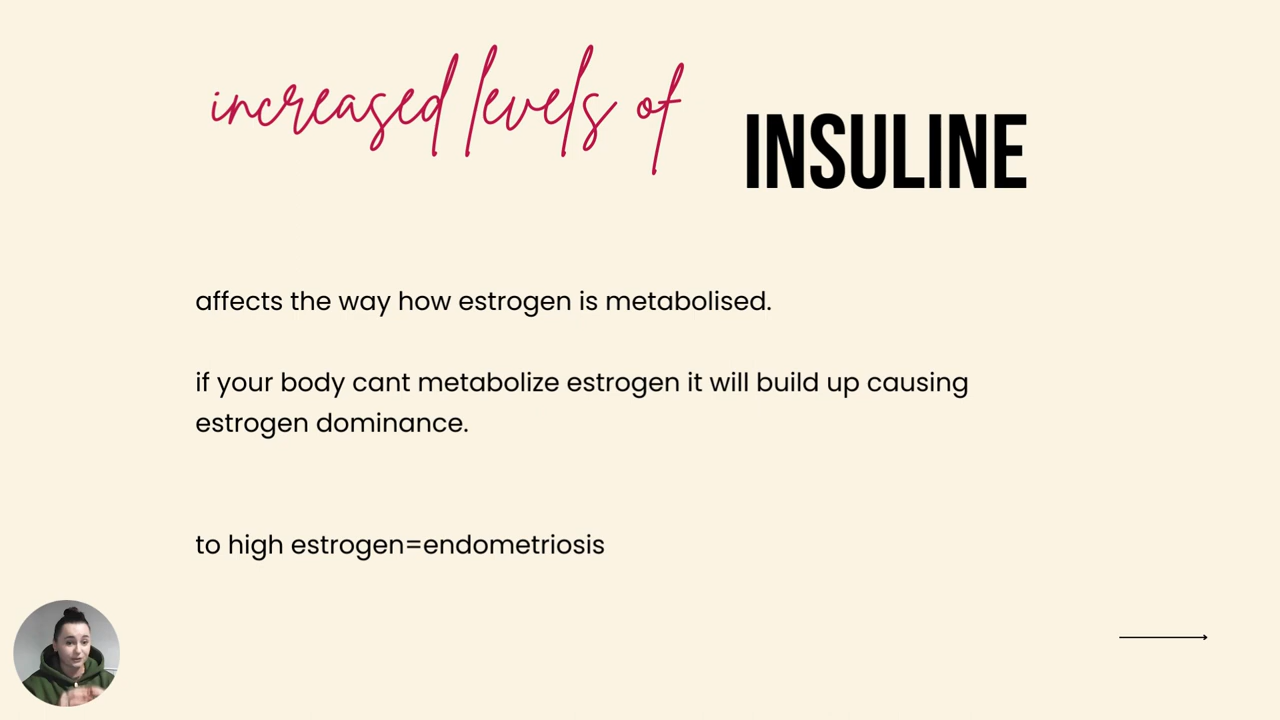 increased levels of INSULINE
affects the way how estrogen is metabolised.
if your body cant metabolize estrogen it will build up causing
estrogen dominance.
to high estrogen=endometriosis